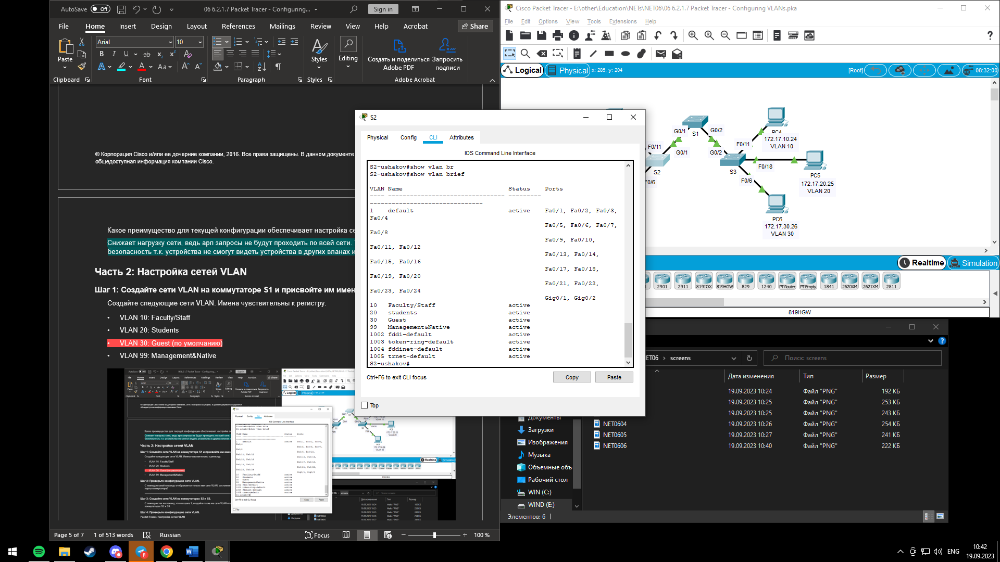 AutoSave Off
06 6.2.1.7 Packet Tracer - Configuring...
Sign in
File Home Insert Design Layout References Mailings Review View Help Acrobat
Share
Arial 10
Paste
Styles
Editing
Создать и поделиться Adobe PDF
Запросить подписи
Clipboard Font Paragraph Styles Adobe Acrobat
© Корпорация Cisco и/или ее дочерние компании, 2016. Все права защищены. В данном документе
общедоступная информация компании Cisco.
Какое преимущество для текущей конфигурации обеспечивает настройка се
Снижает нагрузку сети, ведь арп запросы не будут проходить по всей сети.
безопасность т.к. устройства не смогут видеть устройства в других вланах и
Часть 2: Настройка сетей VLAN
Шаг 1: Создайте сети VLAN на коммутаторе S1 и присвойте им имен
Создайте следующие сети VLAN. Имена чувствительны к регистру.
• VLAN 10: Faculty/Staff
• VLAN 20: Students
• VLAN 30: Guest (по умолчанию)
• VLAN 99: Management&Native
Page 5 of 7 1 of 513 words Russian Focus 100 %
S2
Physical Config CLI Attributes
IOS Command Line Interface
S2-ushakov#show vlan br
S2-ushakov#show vlan brief
VLAN Name Status Ports
---- -------------------------------- ---------
-------------------------------
1 default active Fa0/1, Fa0/2, Fa0/3,
Fa0/4
Fa0/5, Fa0/6, Fa0/7,
Fa0/8
Fa0/9, Fa0/10,
Fa0/11, Fa0/12
Fa0/13, Fa0/14,
Fa0/15, Fa0/16
Fa0/17, Fa0/18,
Fa0/19, Fa0/20
Fa0/21, Fa0/22,
Fa0/23, Fa0/24
Gig0/1, Gig0/2
10 Faculty/Staff active
20 students active
30 Guest active
99 Management&Native active
1002 fddi-default active
1003 token-ring-default active
1004 fddinet-default active
1005 trnet-default active
S2-ushakov#
Ctrl+F6 to exit CLI focus
Copy Paste
Top
Cisco Packet Tracer - E:\other\Education\NETs\NET06\06 6.2.1.7 Packet Tracer - Configuring VLANs.pka
File Edit Options View Tools Extensions Help
Logical Physical x: 285, y: 204
[Root] 08:32:00
G0/1 S1 G0/2
F0/11 G0/1 G0/2 F0/11
S2 S3
F0/6 F0/6 F0/18
PC4
172.17.10.24
VLAN 10
PC5
172.17.20.25
VLAN 20
PC6
172.17.30.26
VLAN 30
Realtime Simulation
2901 2911 819IOX 819HGW 829 1240 PT-Router PT-Empty 1841 2620XM 2621XM 2811
819HGW
ET06 > screens
Поиск: screens
Дата изменения Тип Размер
19.09.2023 10:24 Файл "PNG" 192 КБ
19.09.2023 10:25 Файл "PNG" 253 КБ
19.09.2023 10:25 Файл "PNG" 243 КБ
NET0604 19.09.2023 10:26 Файл "PNG" 254 КБ
NET0605 19.09.2023 10:27 Файл "PNG" 241 КБ
NET0606 19.09.2023 10:40 Файл "PNG" 222 КБ
Документы
Загрузки
Изображения
Музыка
Объемные объ
Рабочий стол
WIN (C:)
WIND (E:)
Элементов: 6
ENG
10:42
19.09.2023